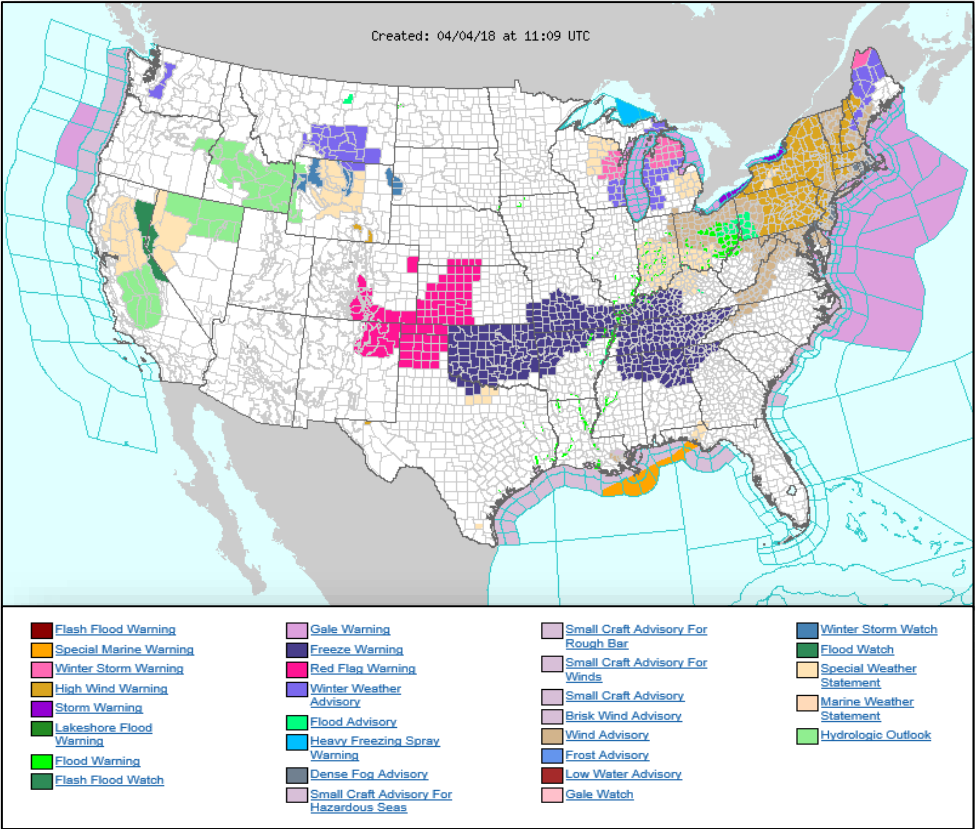 Created: 04/04/18 at 11:09 UTC
Flash Flood Warning
Special Marine Warning
Winter Storm Warning
High Wind Warning
Storm Warning
Lakeshore Flood
Warning
Flood Warning
Flash Flood Watch
Gale Warning
Freeze Warning
Red Flag Warning
Winter Weather
Advisory
Flood Advisory
Heavy Freezing Spray
Warning
Dense Fog Advisory
Small Craft Advisory For
Hazardous Seas
Small Craft Advisory For
Rough Bar
Small Craft Advisory For
Winds
Small Craft Advisory
Brisk Wind Advisory
Wind Advisory
Frost Advisory
Low Water Advisory
Gale Watch
Winter Storm Watch
Flood Watch
Special Weather
Statement
Marine Weather
Statement
Hydrologic Outlook